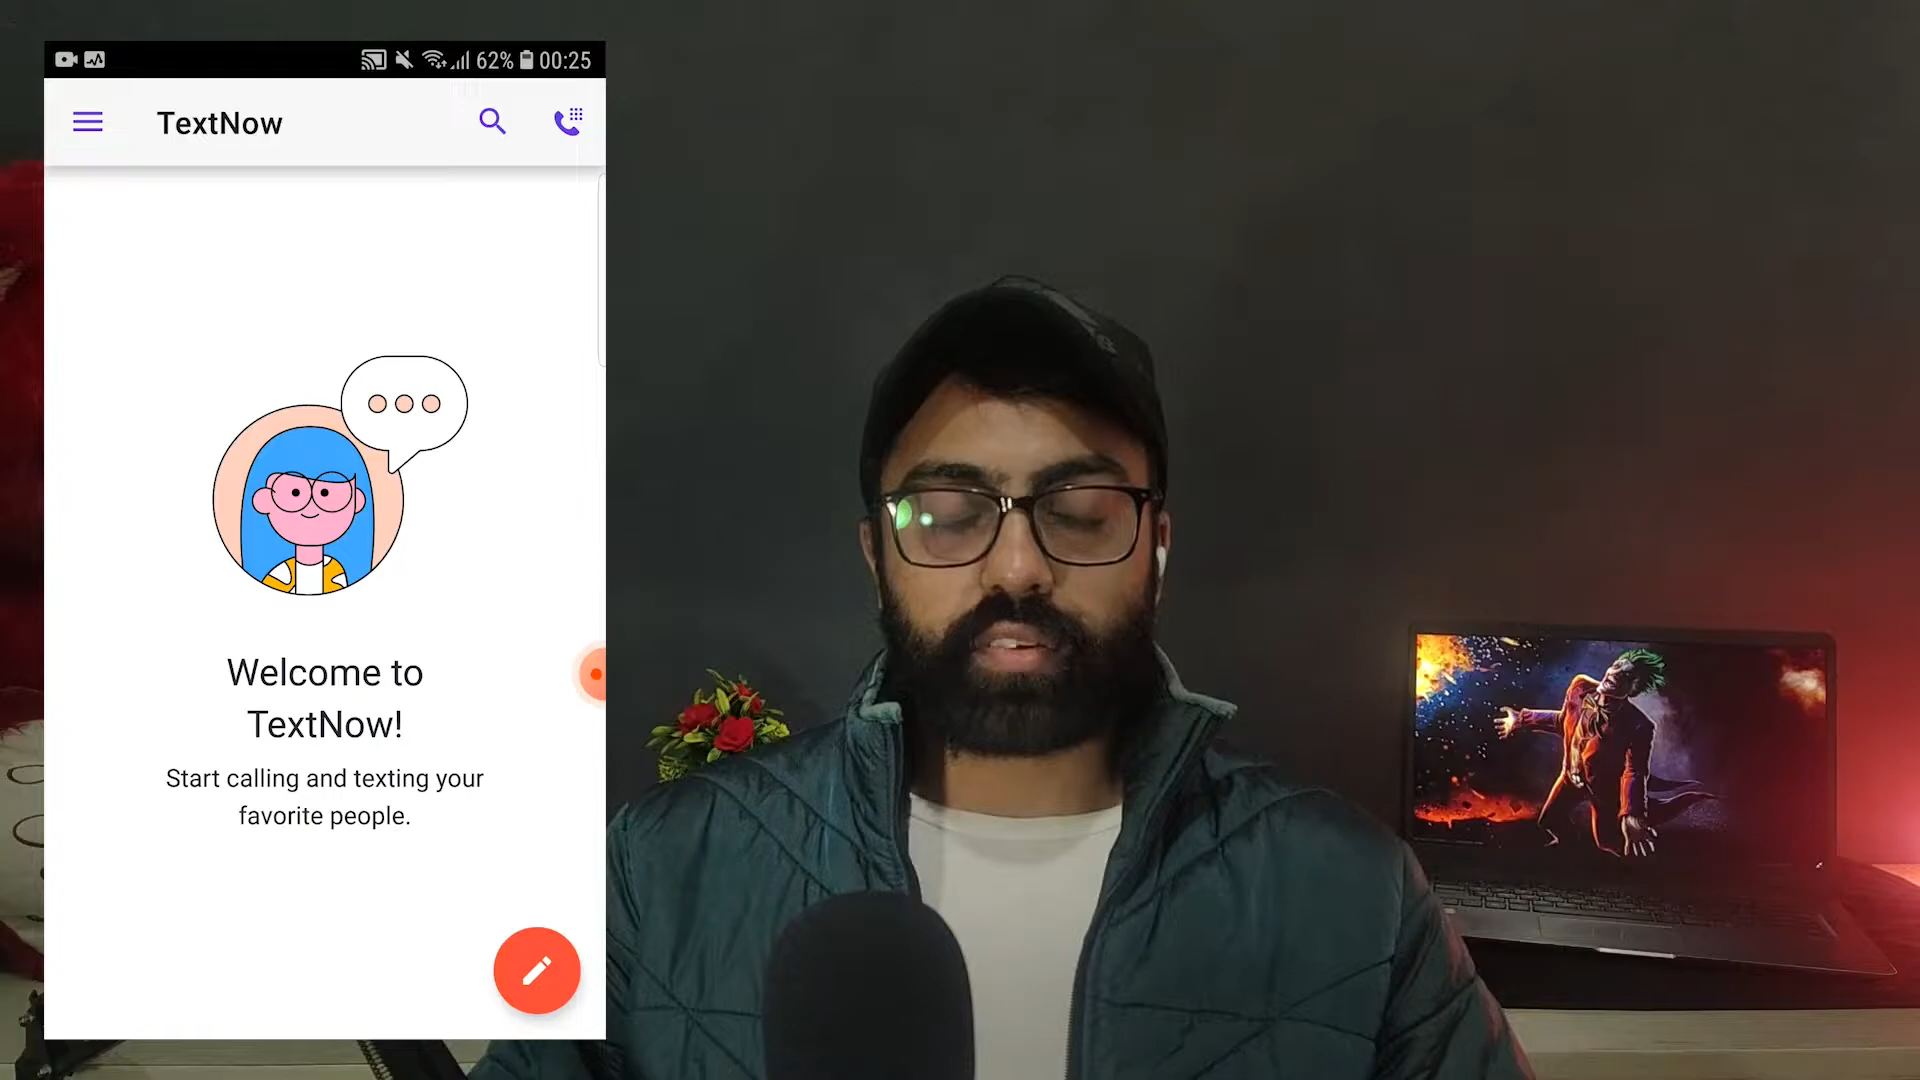 62% 00:25
TextNow
Welcome to
TextNow!
Start calling and texting your
favorite people.